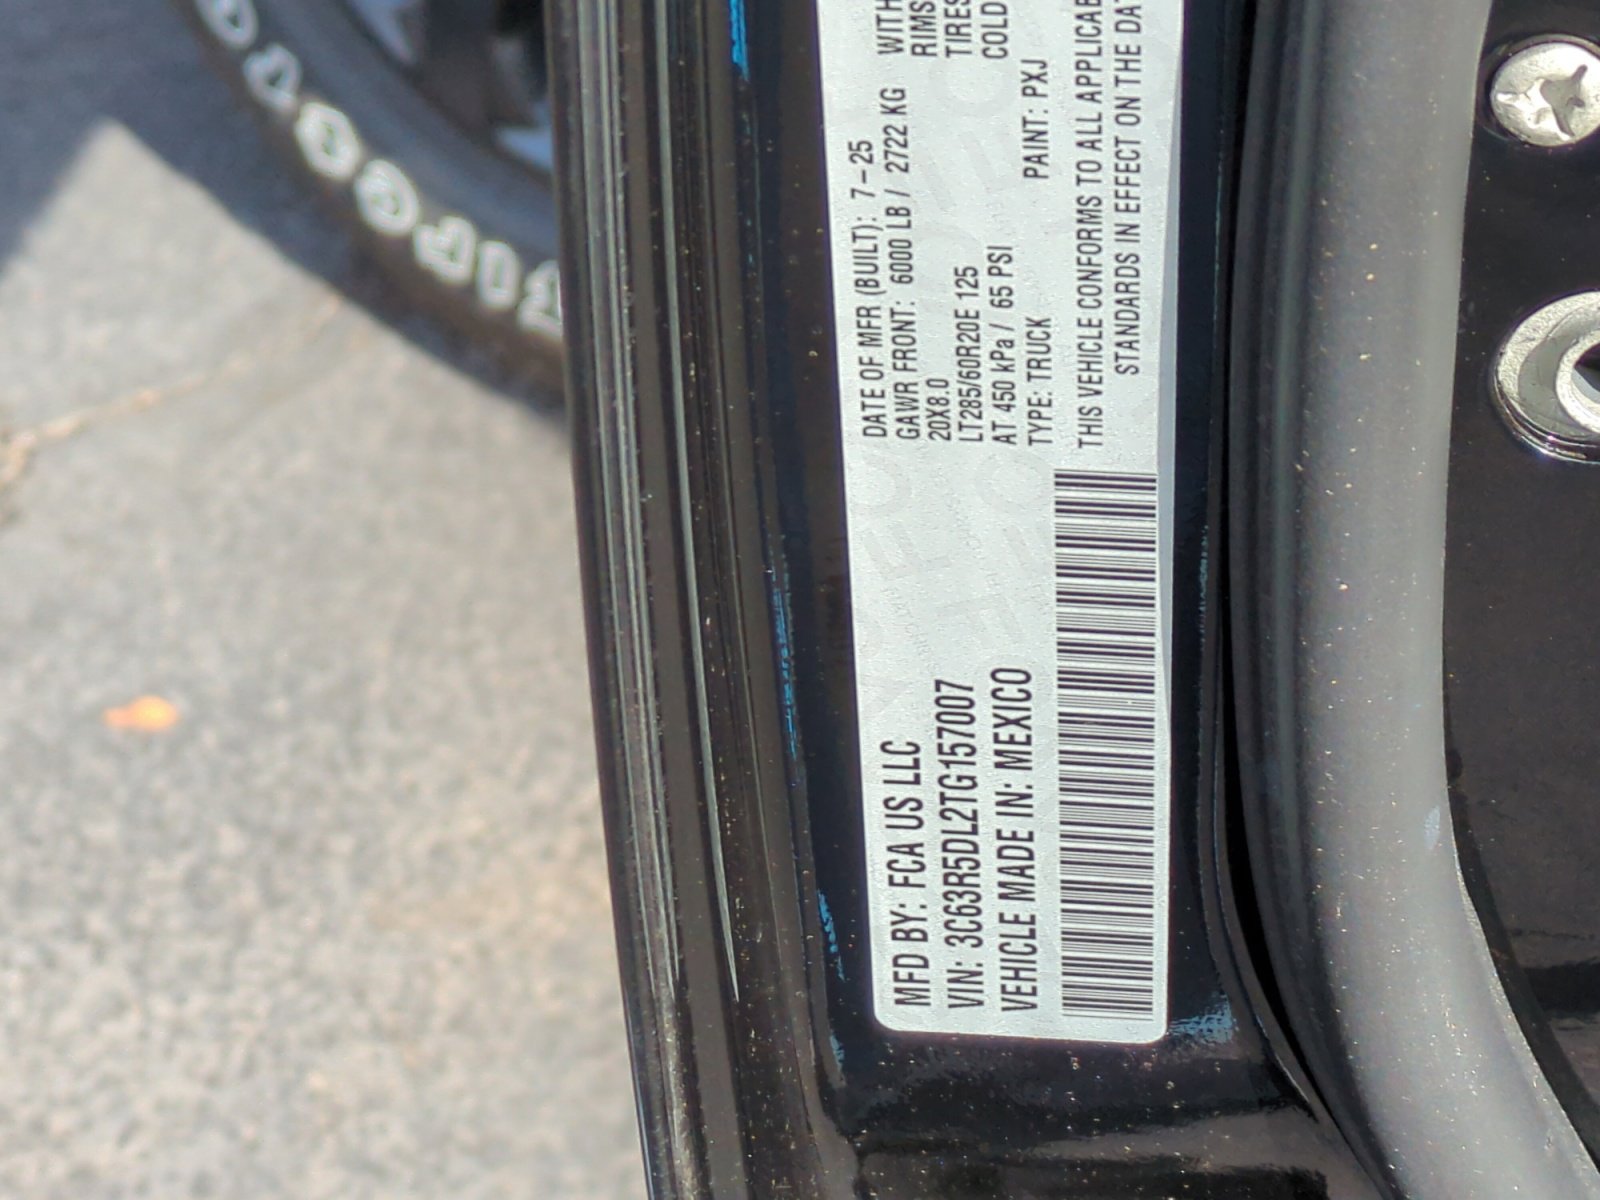 MFD BY: FCA US LLC
VIN: 3C63R5DL2TG157007
VEHICLE MADE IN: MEXICO
DATE OF MFR (BUILT): 7-25
GAWR FRONT: 6000 LB / 2722 KG WITH
20X8.0 RIMS
LT285/60R20E 125 TIRES
AT 450 kPa / 65 PSI COLD
TYPE: TRUCK PAINT: PXJ
THIS VEHICLE CONFORMS TO ALL APPLICAB
STANDARDS IN EFFECT ON THE DAT